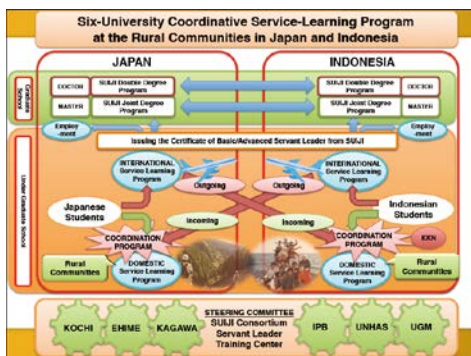 Six-University Coordinative Service-Learning Program
at the Rural Communities in Japan and Indonesia
JAPAN
INDONESIA
Graduate
School
DOCTOR
SUIJI Double Degree
Program
SUIJI Double Degree
Program
DOCTOR
MASTER
SUIJI Joint Degree
Program
SUIJI Joint Degree
Program
MASTER
Employ
-ment
Employ
-ment
Issuing the Certificate of Basic/Advanced Servant Leader from SUIJI
Under Graduate School
INTERNATIONAL
Service Learning
Program
INTERNATIONAL
Service Learning
Program
Outgoing
Outgoing
Japanese
Students
Indonesian
Students
Incoming
Incoming
COORDINATION
PROGRAM
COORDINATION
PROGRAM
KKN
Rural
Communities
DOMESTIC
Service Learning
Program
DOMESTIC
Service Learning
Program
Rural
Communities
KOCHI
EHIME
KAGAWA
STEERING COMMITTEE
SUIJI Consortium
Servant Leader
Training Center
IPB
UNHAS
UGM